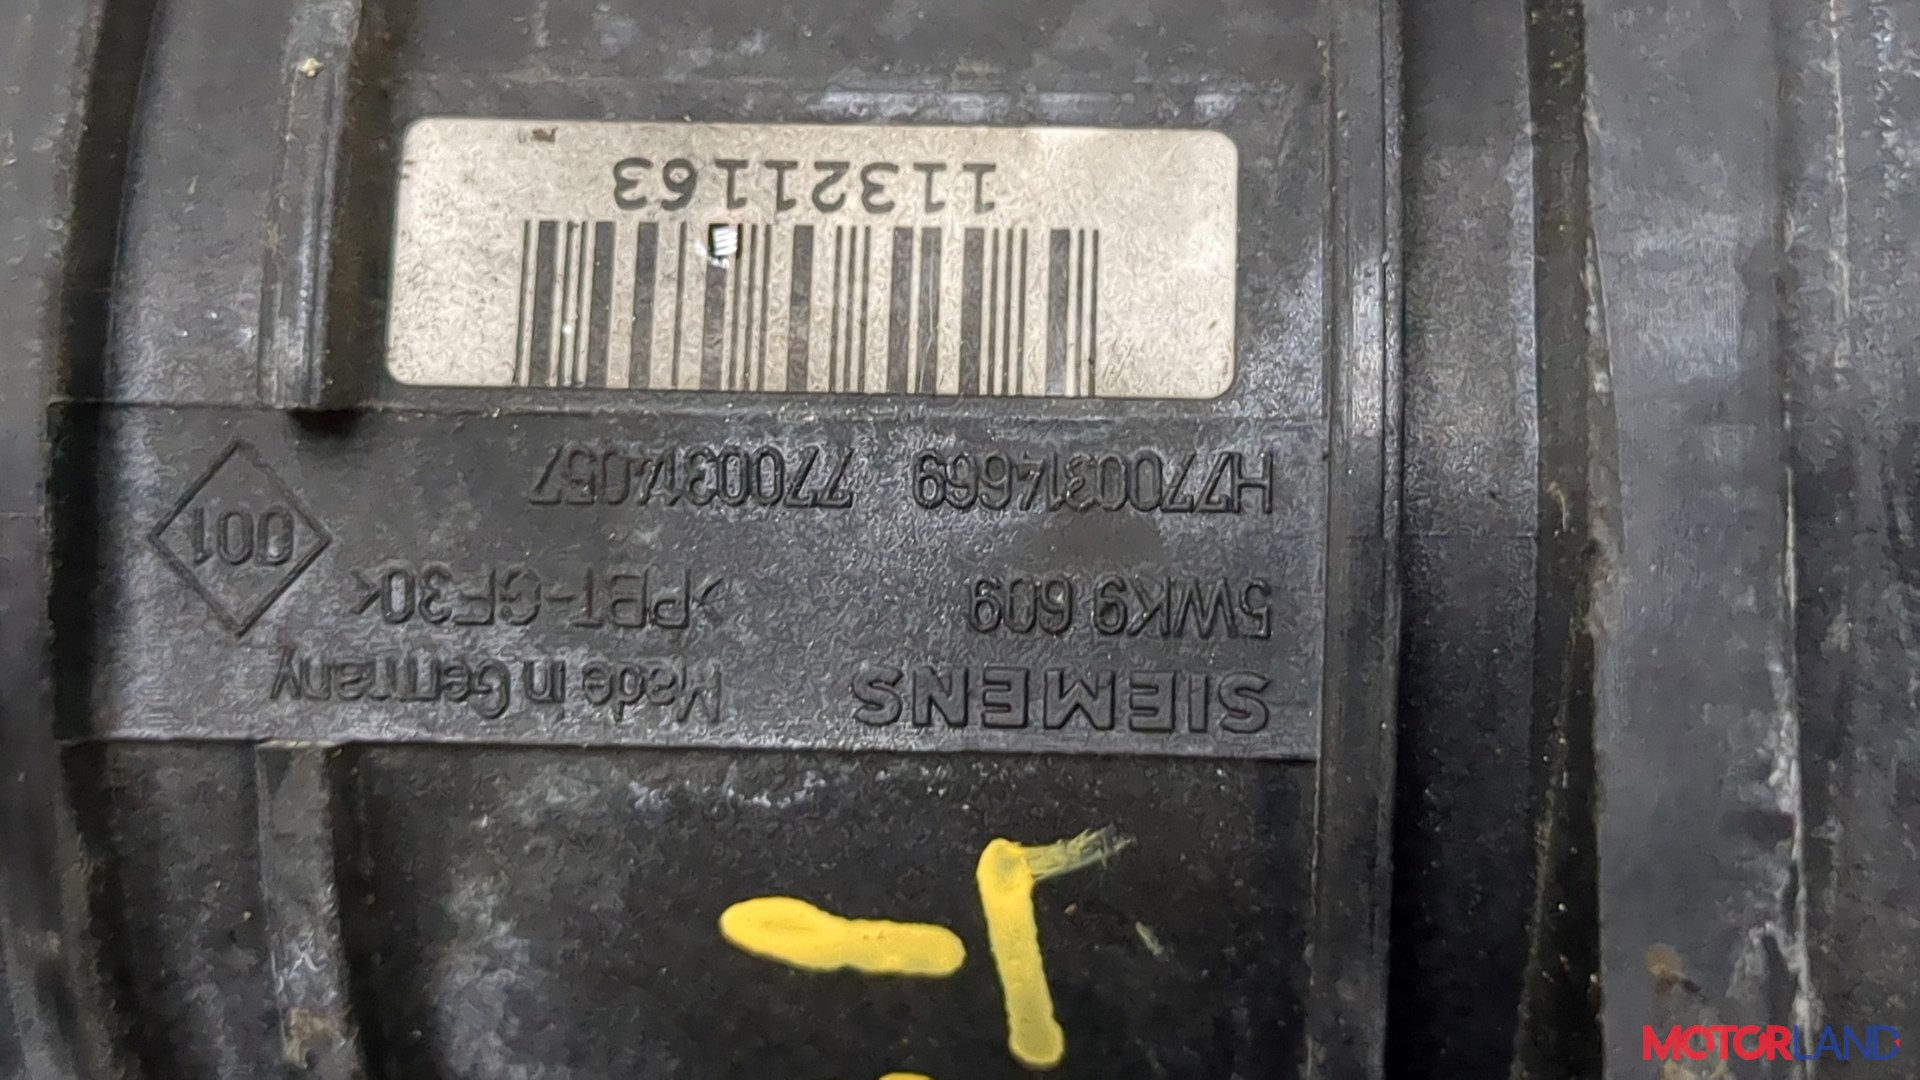 SIEMENS Made in Germany
5WK9 609 >PBT-GF30<
001
H7700314669 7700314057
11321163
MOTORLAND